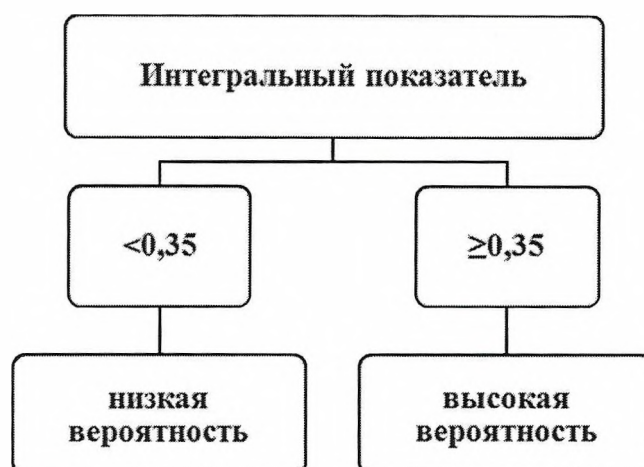 Интегральный показатель
<0,35
≥0,35
низкая
вероятность
высокая
вероятность